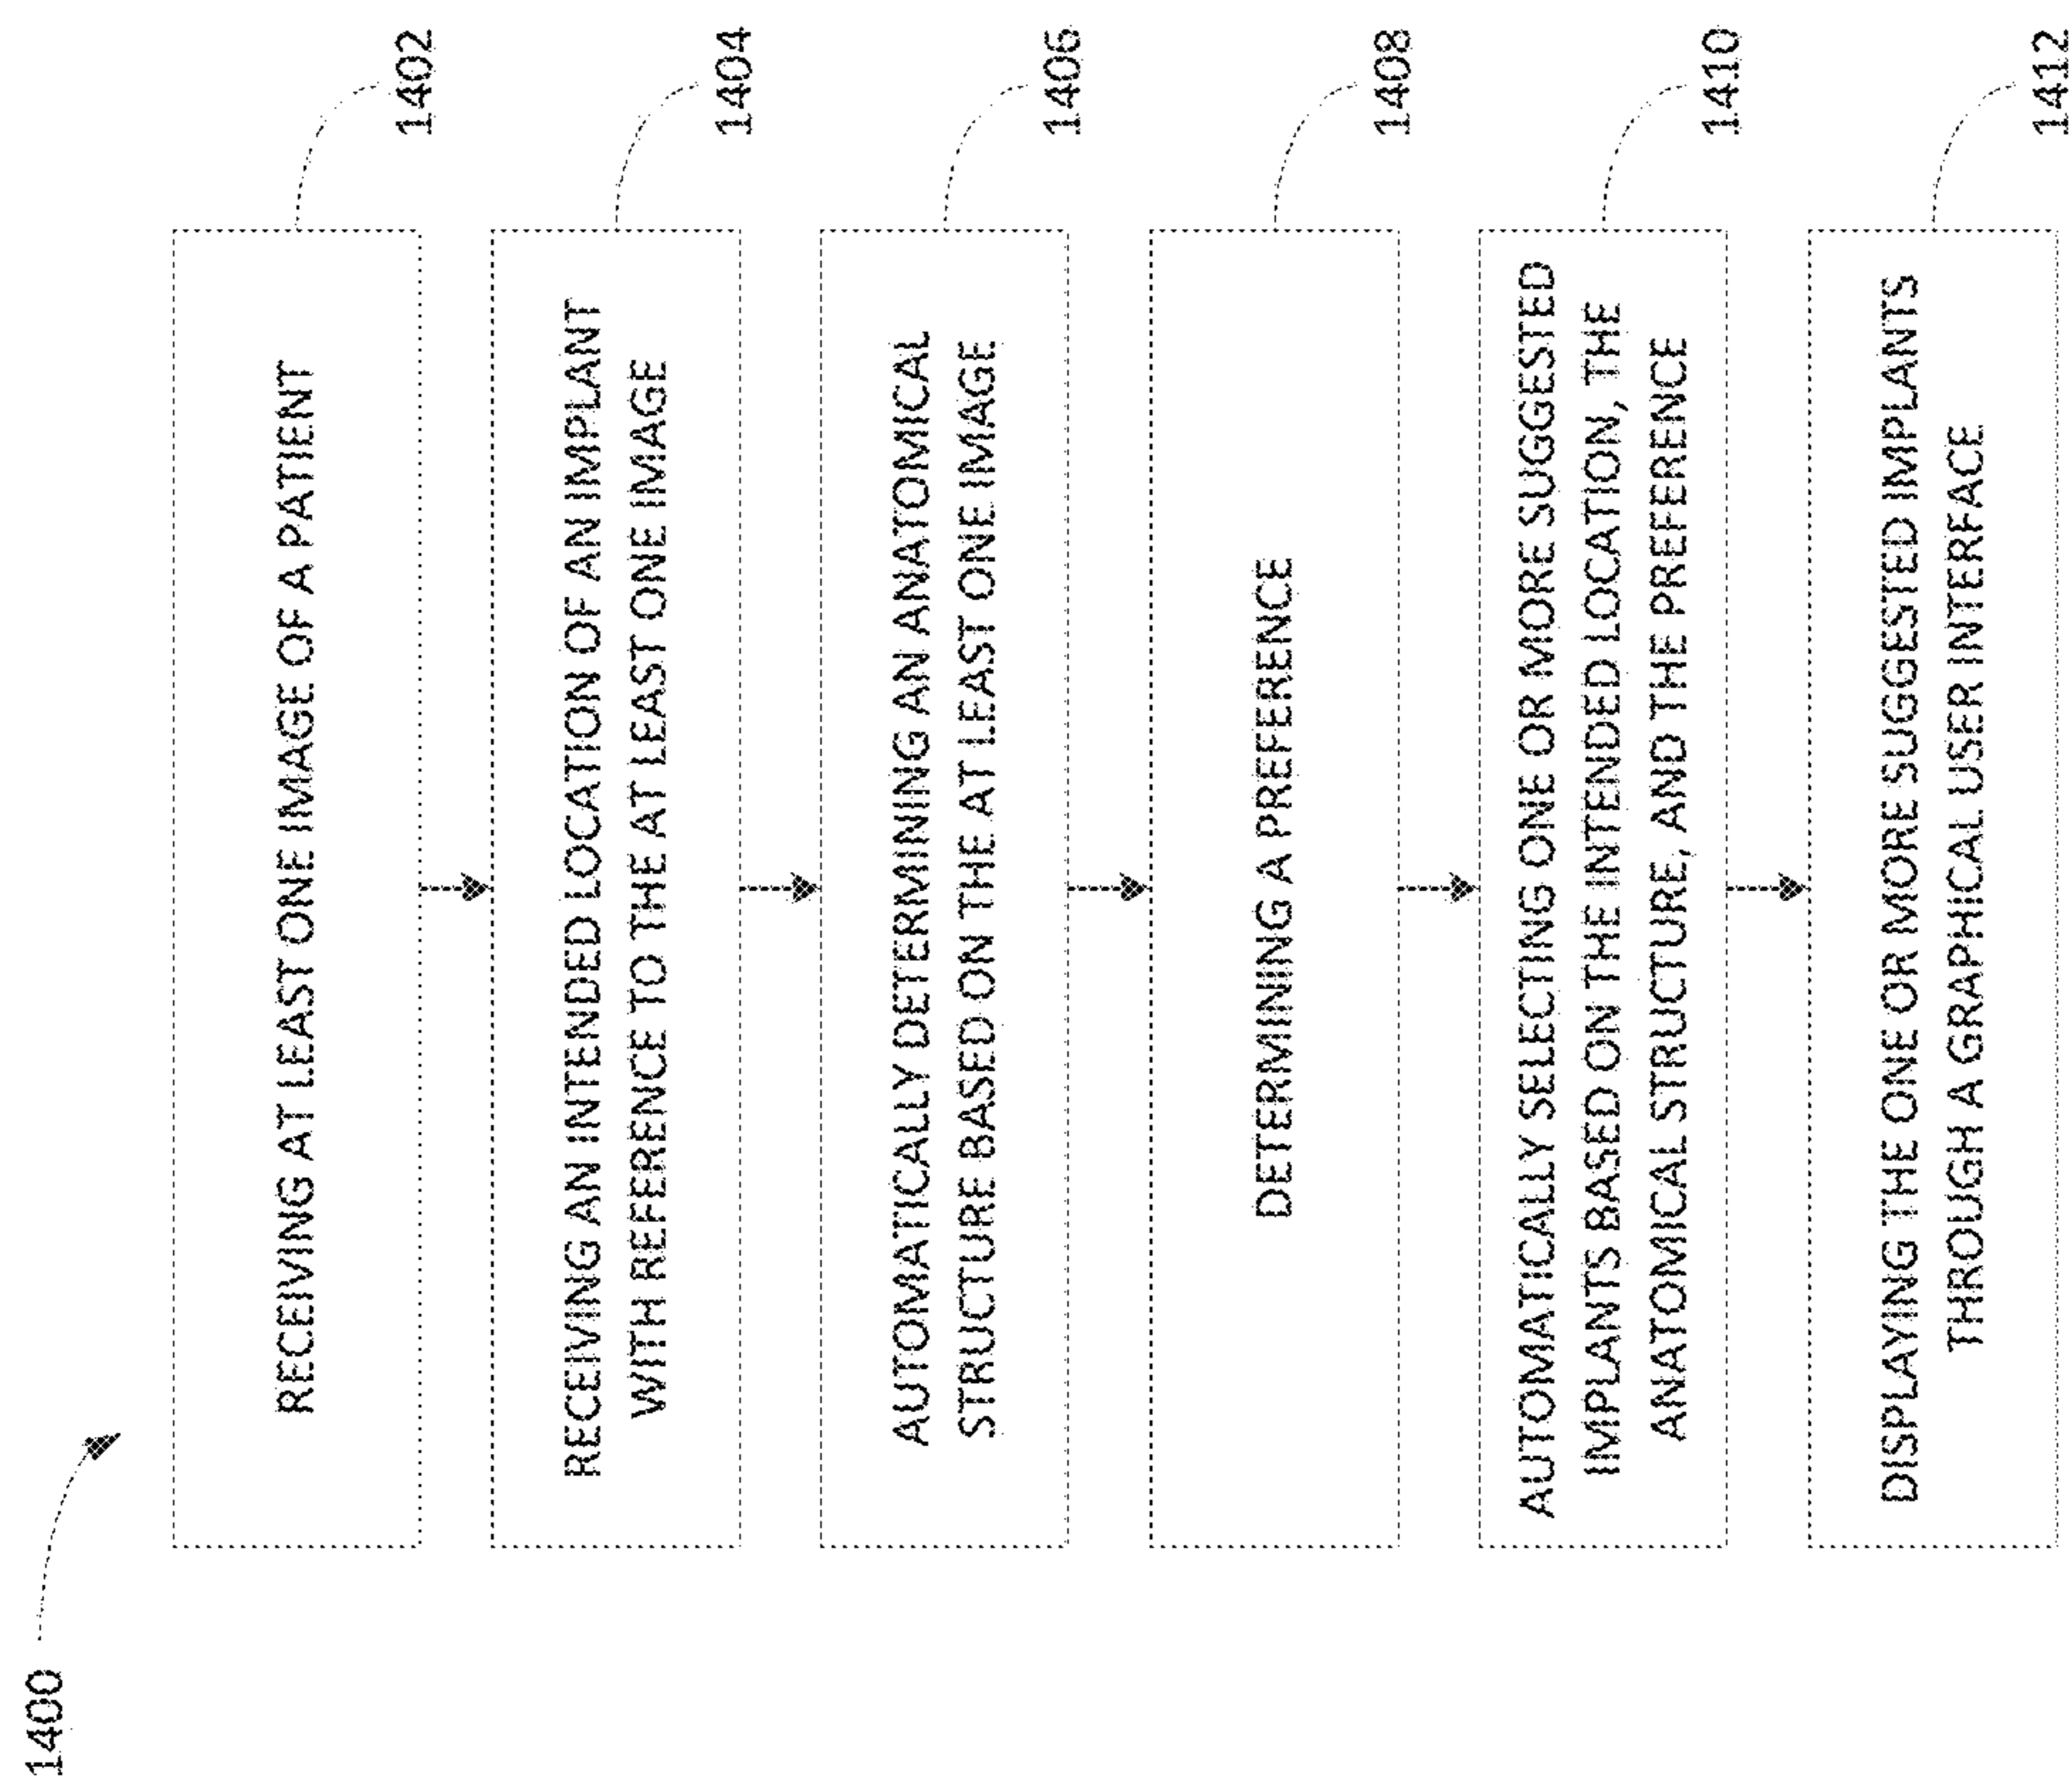 1400
RECEIVING AT LEAST ONE IMAGE OF A PATIENT
1402
RECEIVING AN INTENDED LOCATION OF AN IMPLANT
WITH REFERENCE TO THE AT LEAST ONE IMAGE
1404
AUTOMATICALLY DETERMINING AN ANATOMICAL
STRUCTURE BASED ON THE AT LEAST ONE IMAGE
1406
DETERMINING A PREFERENCE
1408
AUTOMATICALLY SELECTING ONE OR MORE SUGGESTED
IMPLANTS BASED ON THE INTENDED LOCATION, THE
ANATOMICAL STRUCTURE, AND THE PREFERENCE
1410
DISPLAYING THE ONE OR MORE SUGGESTED IMPLANTS
THROUGH A GRAPHICAL USER INTERFACE
1412